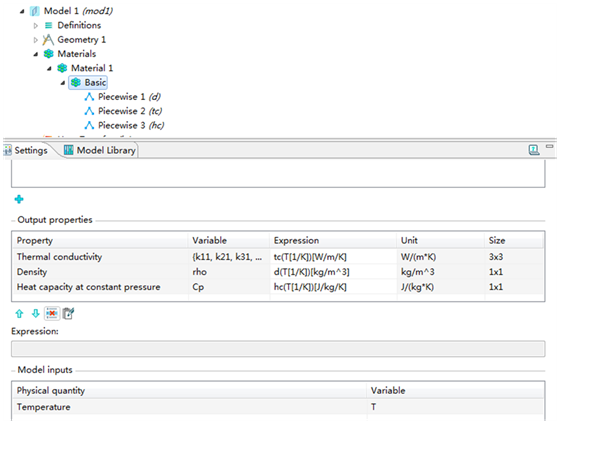 Model 1 (mod1)
Definitions
Geometry 1
Materials
Material 1
Basic
Piecewise 1 (d)
Piecewise 2 (tc)
Piecewise 3 (hc)
Settings Model Library
Output properties
Property Variable Expression Unit Size
Thermal conductivity {k11, k21, k31, ... tc(T[1/K])[W/m/K] W/(m*K) 3x3
Density rho d(T[1/K])[kg/m^3] kg/m^3 1x1
Heat capacity at constant pressure Cp hc(T[1/K])[J/kg/K] J/(kg*K) 1x1
Expression:
Model inputs
Physical quantity Variable
Temperature T